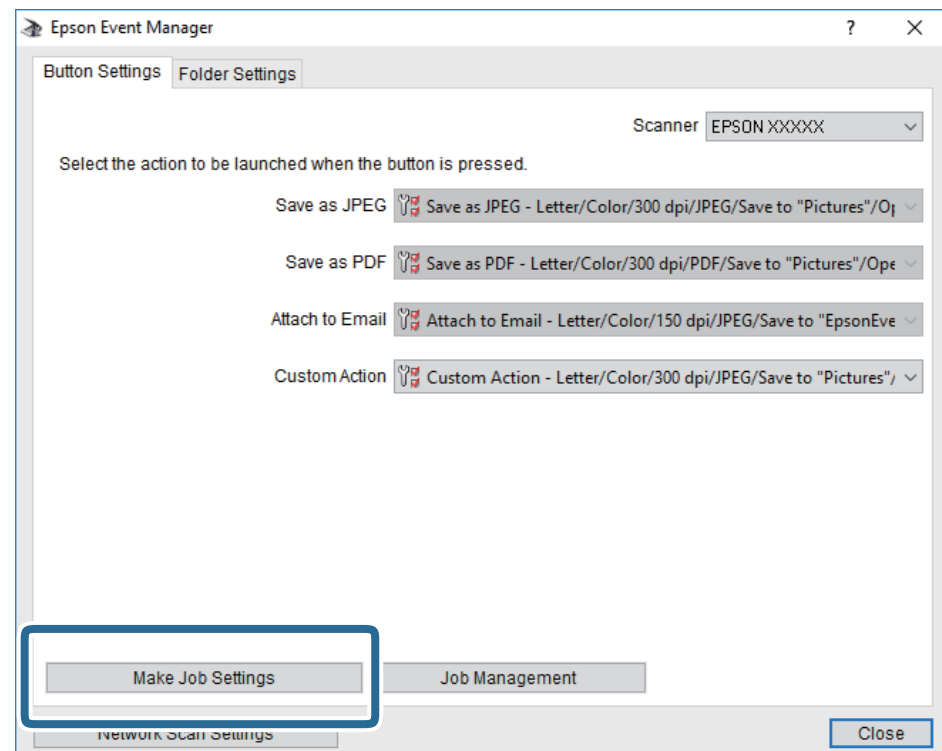 Epson Event Manager
Button Settings Folder Settings
Scanner EPSON XXXXX
Select the action to be launched when the button is pressed.
Save as JPEG Save as JPEG - Letter/Color/300 dpi/JPEG/Save to "Pictures"/Op
Save as PDF Save as PDF - Letter/Color/300 dpi/PDF/Save to "Pictures"/Ope
Attach to Email Attach to Email - Letter/Color/150 dpi/JPEG/Save to "EpsonEve
Custom Action Custom Action - Letter/Color/300 dpi/JPEG/Save to "Pictures"/
Make Job Settings Job Management
Network Scan Settings Close